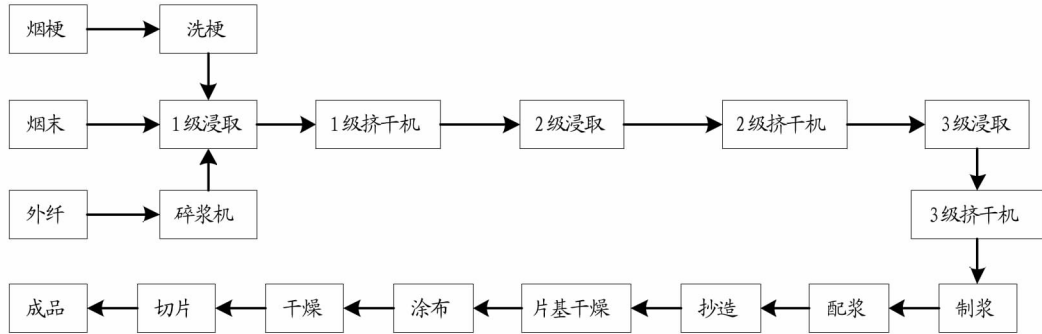 烟梗
洗梗
烟末
1级浸取
1级挤干机
2级浸取
2级挤干机
3级浸取
外纤
碎浆机
3级挤干机
成品
切片
干燥
涂布
片基干燥
抄造
配浆
制浆